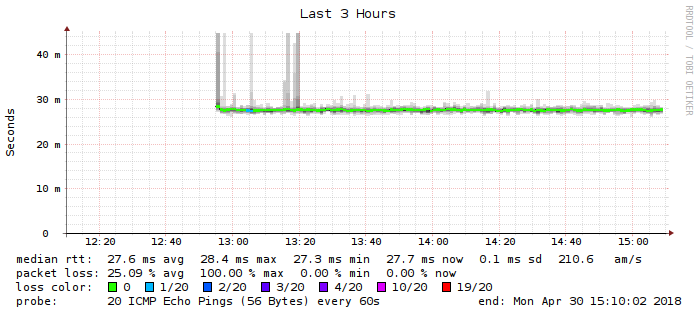 Last 3 Hours
RRDTOOL / TOBI OETIKER
Seconds
40 m
30 m
20 m
10 m
0
12:20 12:40 13:00 13:20 13:40 14:00 14:20 14:40 15:00
median rtt: 27.6 ms avg 28.4 ms max 27.3 ms min 27.7 ms now 0.1 ms sd 210.6 am/s
packet loss: 25.09 % avg 100.00 % max 0.00 % min 0.00 % now
loss color: 0 1/20 2/20 3/20 4/20 10/20 19/20
probe: 20 ICMP Echo Pings (56 Bytes) every 60s end: Mon Apr 30 15:10:02 2018